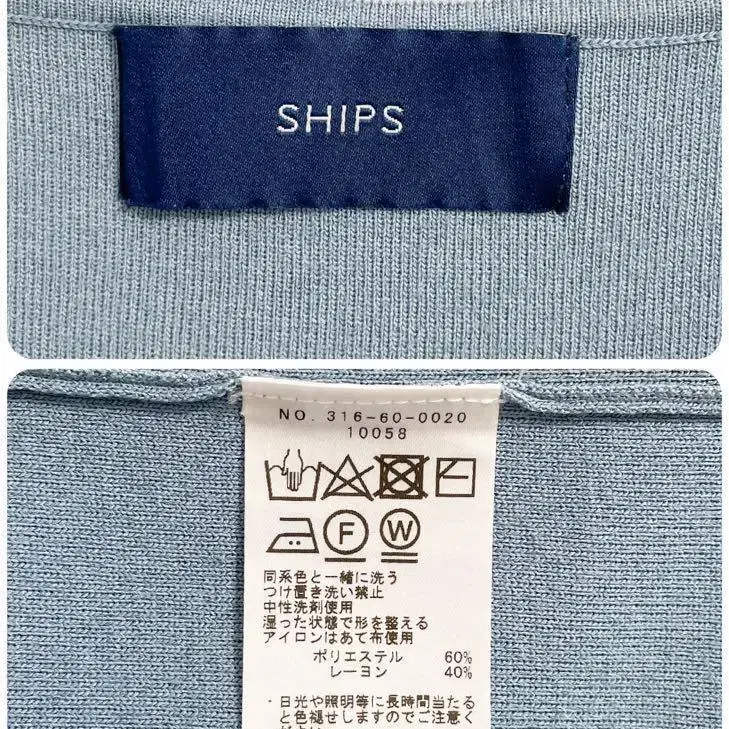 SHIPS
NO. 316-60-0020
10058
F W
同系色と一緒に洗う
つけ置き洗い禁止
中性洗剤使用
湿った状態で形を整える
アイロンはあて布使用
ポリエステル 60%
レーヨン 40%
・日光や照明等に長時間当たる
と色褪せしますのでご注意く